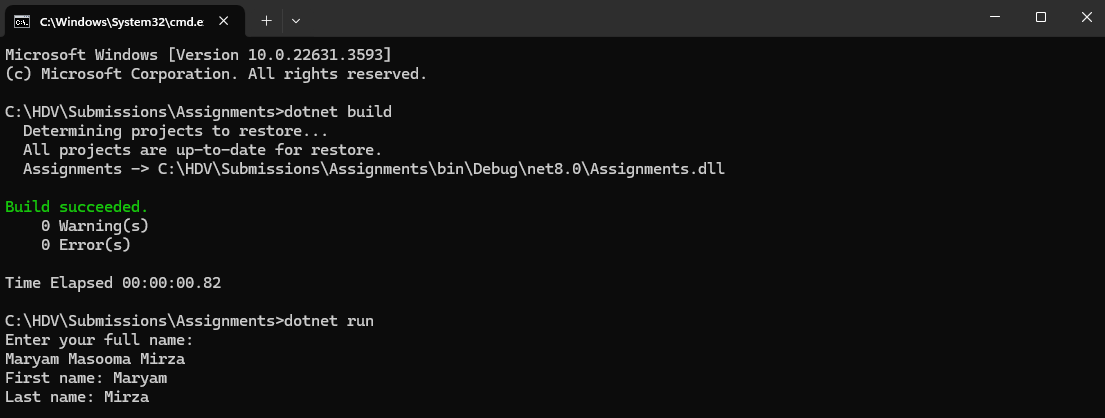 C:\Windows\System32\cmd.e
Microsoft Windows [Version 10.0.22631.3593]
(c) Microsoft Corporation. All rights reserved.
C:\HDV\Submissions\Assignments>dotnet build
  Determining projects to restore...
  All projects are up-to-date for restore.
  Assignments -> C:\HDV\Submissions\Assignments\bin\Debug\net8.0\Assignments.dll
Build succeeded.
    0 Warning(s)
    0 Error(s)
Time Elapsed 00:00:00.82
C:\HDV\Submissions\Assignments>dotnet run
Enter your full name:
Maryam Masooma Mirza
First name: Maryam
Last name: Mirza